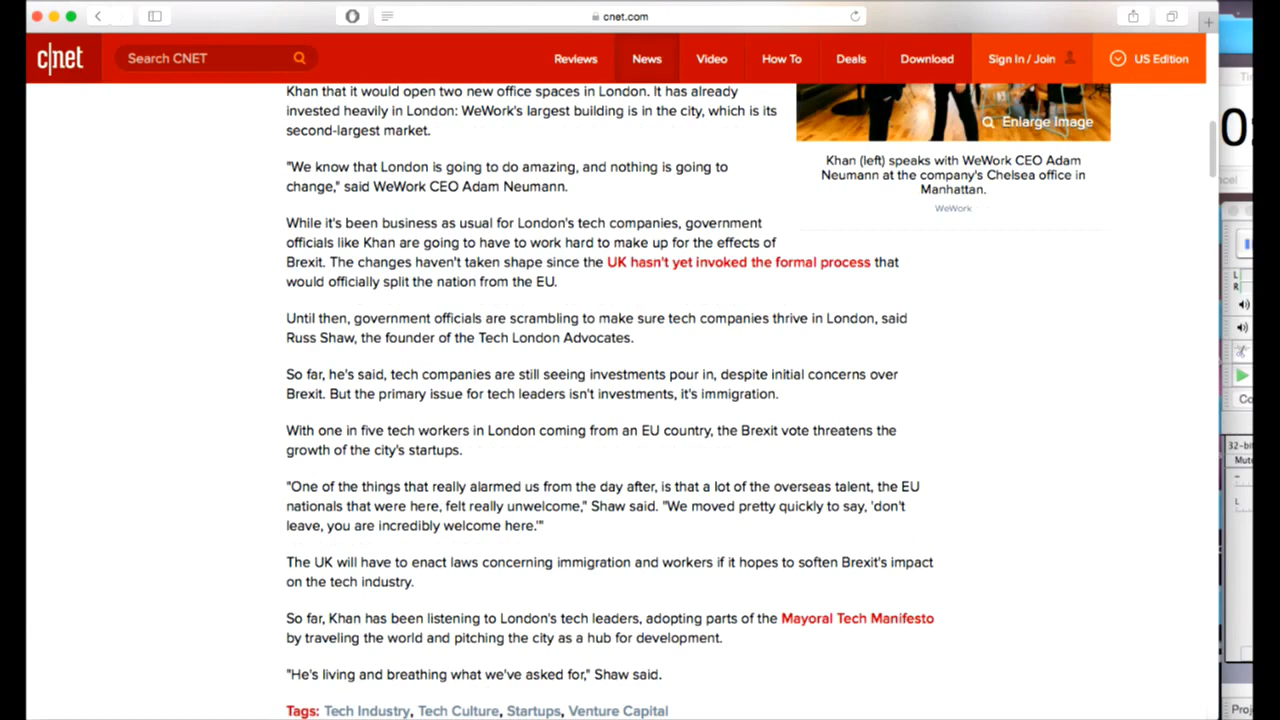 cnet.com
c|net
Search CNET
Reviews
News
Video
How To
Deals
Download
Sign In / Join
US Edition
Khan that it would open two new office spaces in London. It has already
invested heavily in London: WeWork's largest building is in the city, which is its
second-largest market.
"We know that London is going to do amazing, and nothing is going to
change," said WeWork CEO Adam Neumann.
While it's been business as usual for London's tech companies, government
officials like Khan are going to have to work hard to make up for the effects of
Brexit. The changes haven't taken shape since the UK hasn't yet invoked the formal process that
would officially split the nation from the EU.
Until then, government officials are scrambling to make sure tech companies thrive in London, said
Russ Shaw, the founder of the Tech London Advocates.
So far, he's said, tech companies are still seeing investments pour in, despite initial concerns over
Brexit. But the primary issue for tech leaders isn't investments, it's immigration.
With one in five tech workers in London coming from an EU country, the Brexit vote threatens the
growth of the city's startups.
"One of the things that really alarmed us from the day after, is that a lot of the overseas talent, the EU
nationals that were here, felt really unwelcome," Shaw said. "We moved pretty quickly to say, 'don't
leave, you are incredibly welcome here.'"
The UK will have to enact laws concerning immigration and workers if it hopes to soften Brexit's impact
on the tech industry.
So far, Khan has been listening to London's tech leaders, adopting parts of the Mayoral Tech Manifesto
by traveling the world and pitching the city as a hub for development.
"He's living and breathing what we've asked for," Shaw said.
Tags: Tech Industry, Tech Culture, Startups, Venture Capital
Enlarge Image
Khan (left) speaks with WeWork CEO Adam
Neumann at the company's Chelsea office in
Manhattan.
WeWork
L
R
32-bit
L